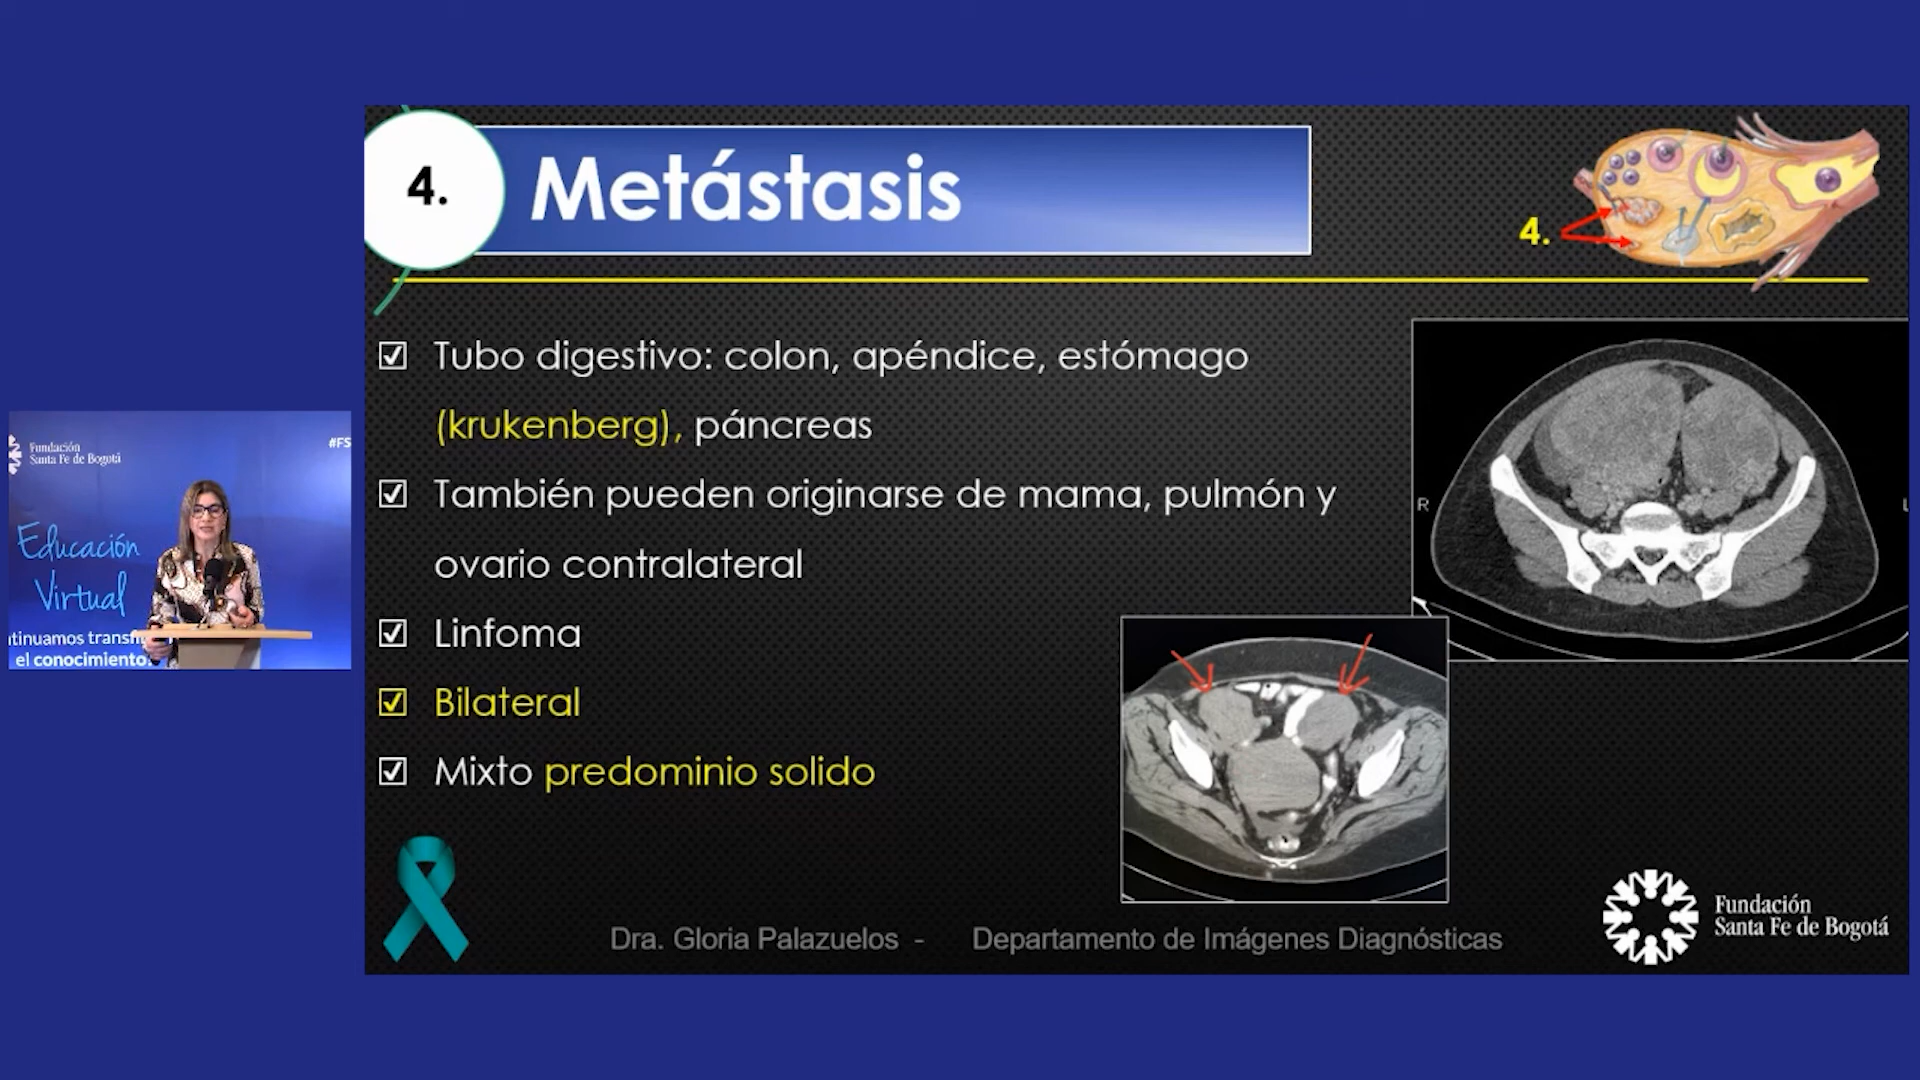 4.
Metástasis
4.
Tubo digestivo: colon, apéndice, estómago
(krukenberg), páncreas
También pueden originarse de mama, pulmón y
ovario contralateral
Linfoma
Bilateral
Mixto predominio solido
R
L
Dra. Gloria Palazuelos - Departamento de Imágenes Diagnósticas
Fundación
Santa Fe de Bogotá
Fundación
Santa Fe de Bogotá
#FS
Educación
Virtual
el conocimiento